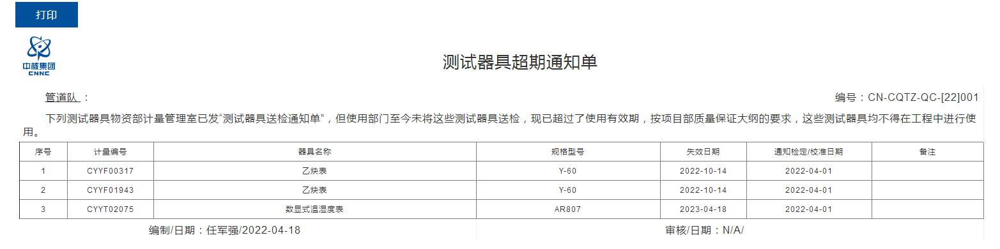 打印
中核集团
CNNC
测试器具超期通知单
管道队 :
编号:CN-CQTZ-QC-[22]001
下列测试器具物资部计量管理室已发“测试器具送检通知单”,但使用部门至今未将这些测试器具送检,现已超过了使用有效期,按项目部质量保证大纲的要求,这些测试器具均不得在工程中进行使
用。
序号 计量编号 器具名称 规格型号 失效日期 通知检定/校准日期 备注
1 CYYF00317 乙炔表 Y-60 2022-10-14 2022-04-01
2 CYYF01943 乙炔表 Y-60 2022-10-14 2022-04-01
3 CYYT02075 数显式温湿度表 AR807 2023-04-18 2022-04-01
编制/日期:任军强/2022-04-18 审核/日期:N/A/